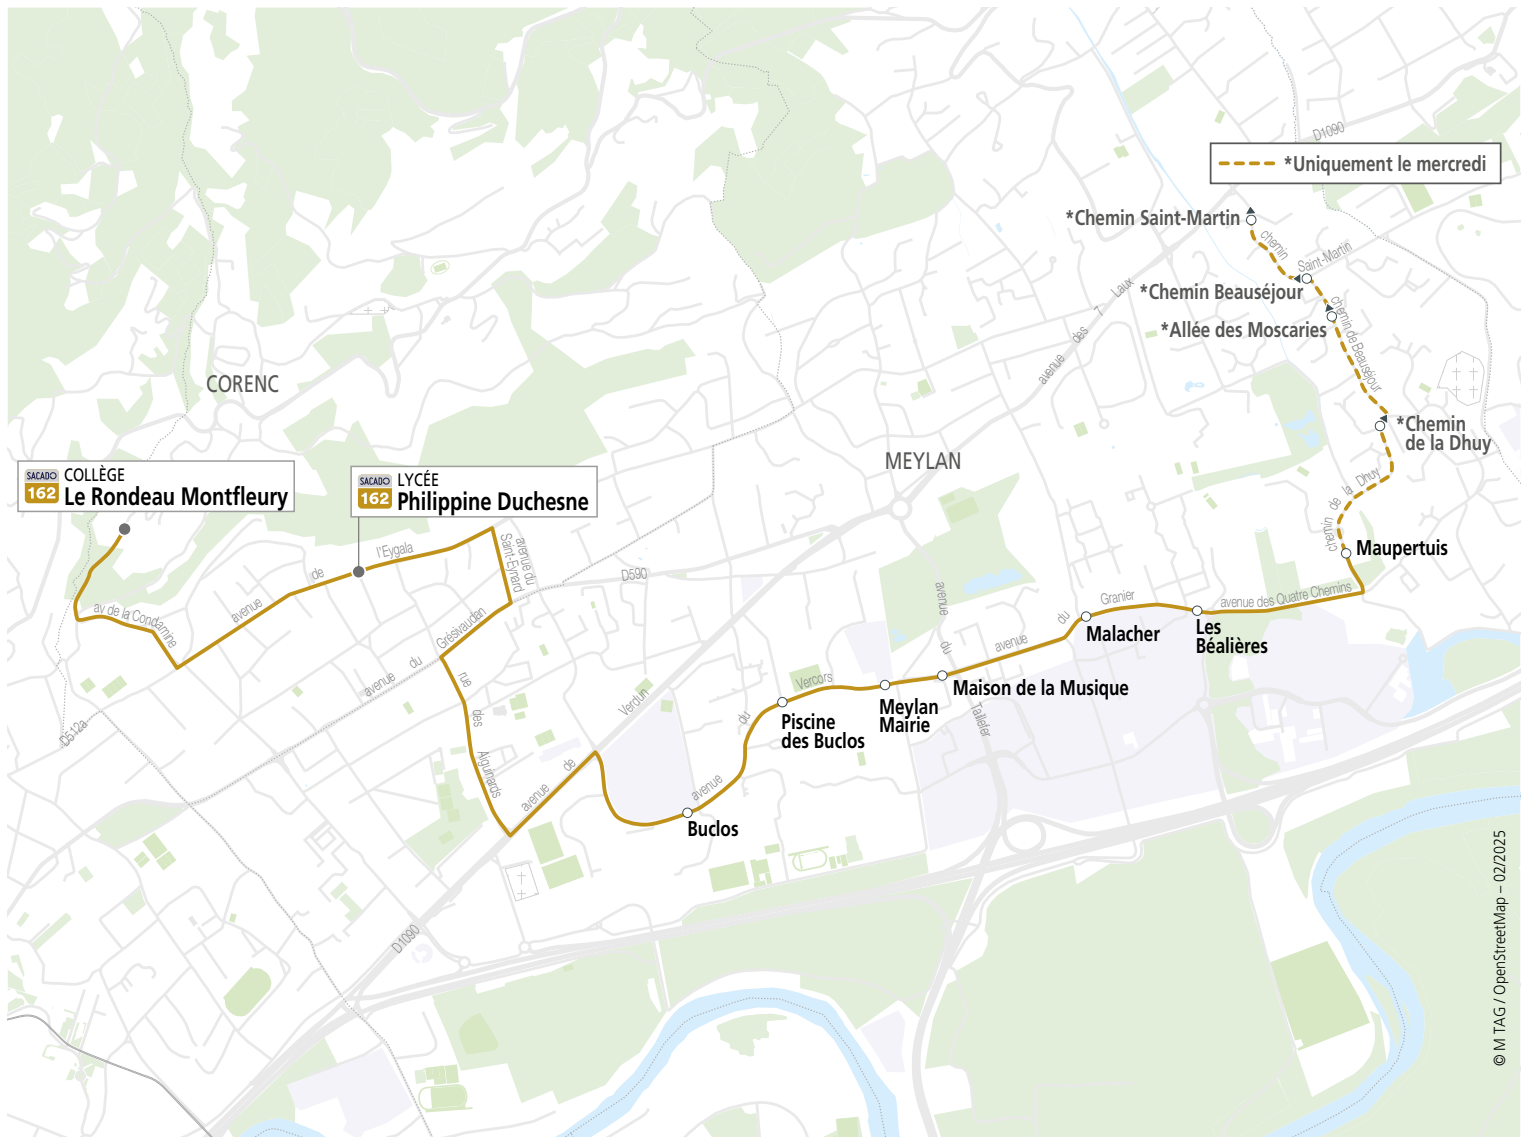 D1090
*Uniquement le mercredi
*Chemin Saint-Martin
chemin
Saint-Martin
*Chemin Beauséjour
*Allée des Moscaries
chemin de Beauséjour
avenue des 7 Laux
CORENC
*Chemin
de la Dhuy
MEYLAN
SACADO
162
COLLÈGE
Le Rondeau Montfleury
SACADO
162
LYCÉE
Philippine Duchesne
chemin de la Dhuy
Maupertuis
avenue de l'Eygala
avenue du
Saint-Eynard
D590
av de la Condamine
avenue du Grésivaudan
avenue du Taillefer
avenue du Granier
avenue des Quatre Chemins
Malacher
Les
Béalières
Maison de la Musique
Meylan
Mairie
avenue du Vercors
Piscine
des Buclos
Buclos
rue des Aiguinards
avenue de Verdun
D512a
D1090
© M TAG / OpenStreetMap – 02/2025